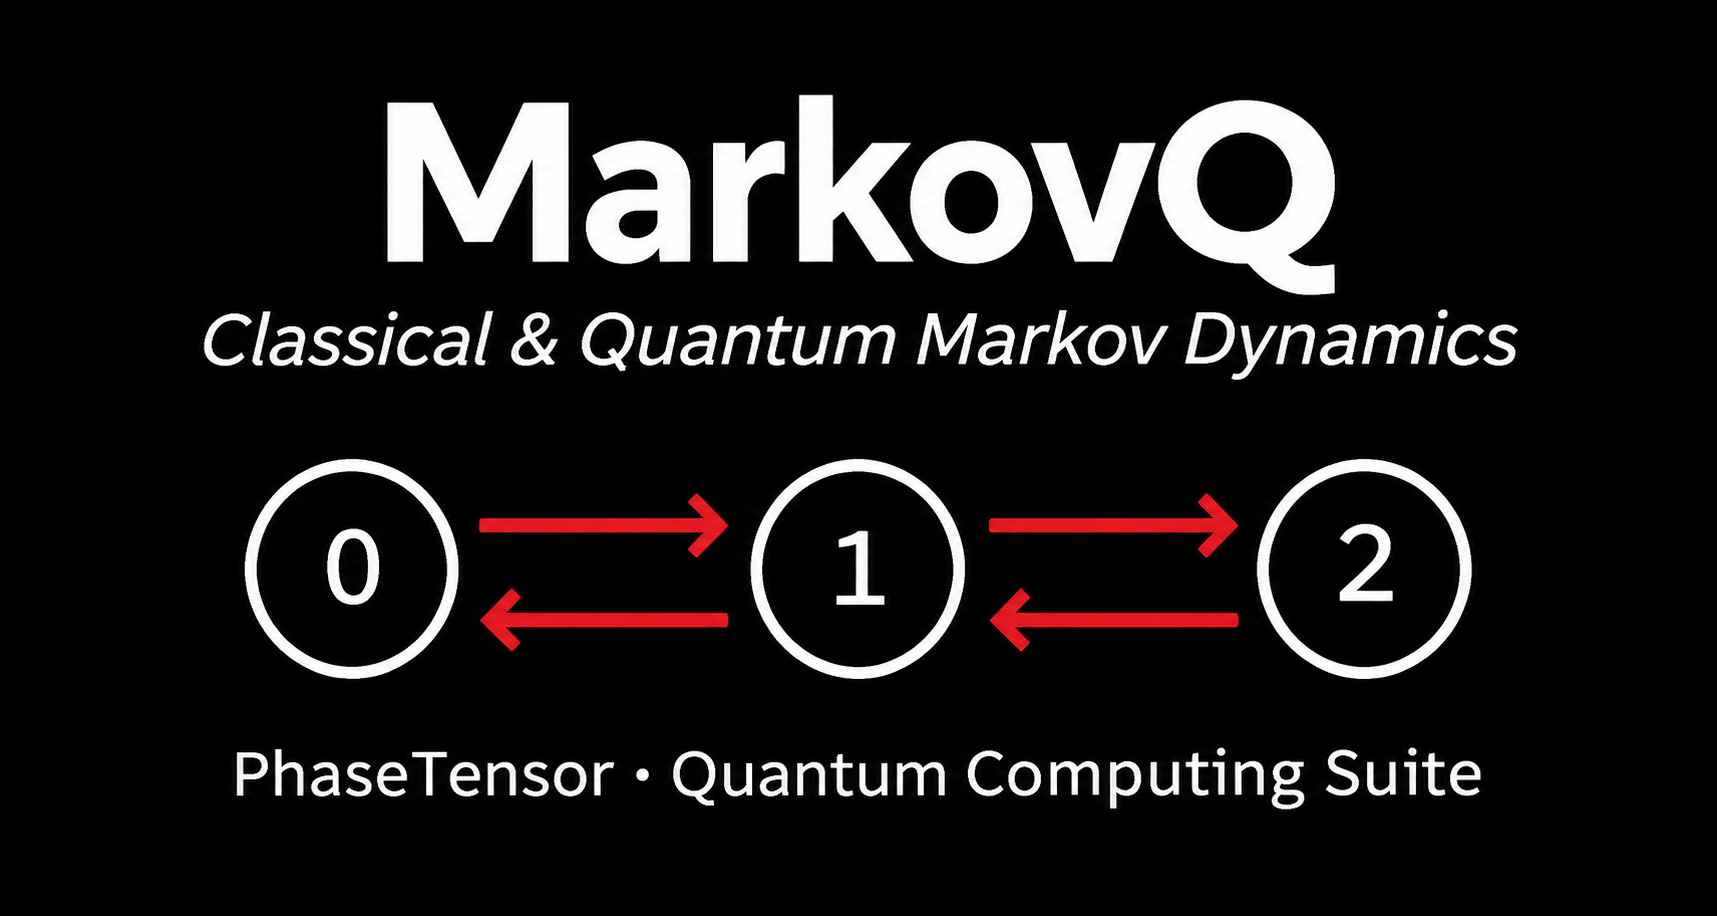 MarkovQ
Classical & Quantum Markov Dynamics
0 1 2
PhaseTensor • Quantum Computing Suite